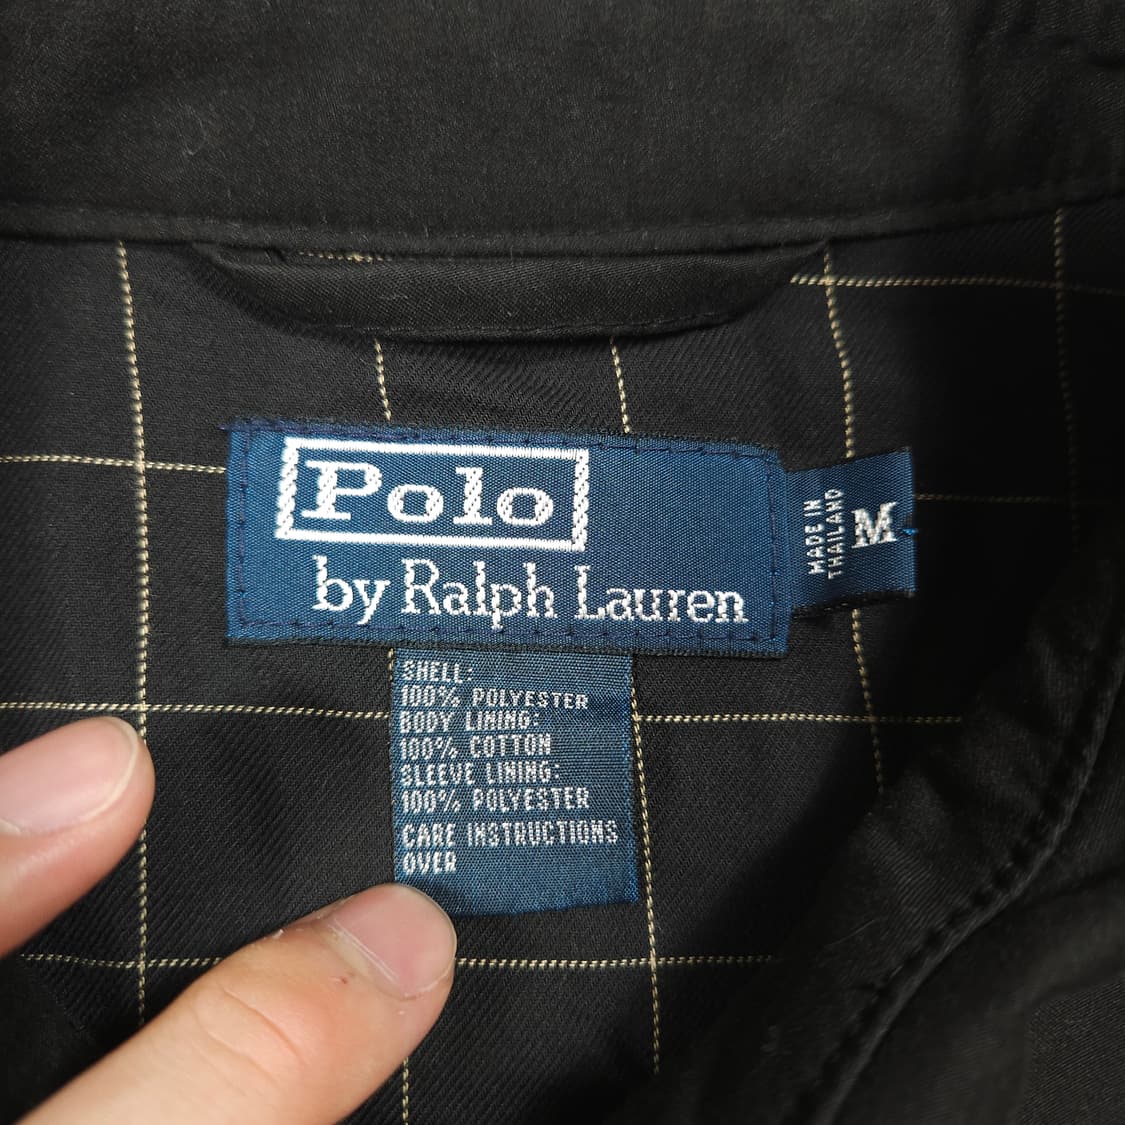 Polo
by Ralph Lauren
MADE IN
THAILAND
M
SHELL:
100% POLYESTER
BODY LINING:
100% COTTON
SLEEVE LINING:
100% POLYESTER
CARE INSTRUCTIONS
OVER